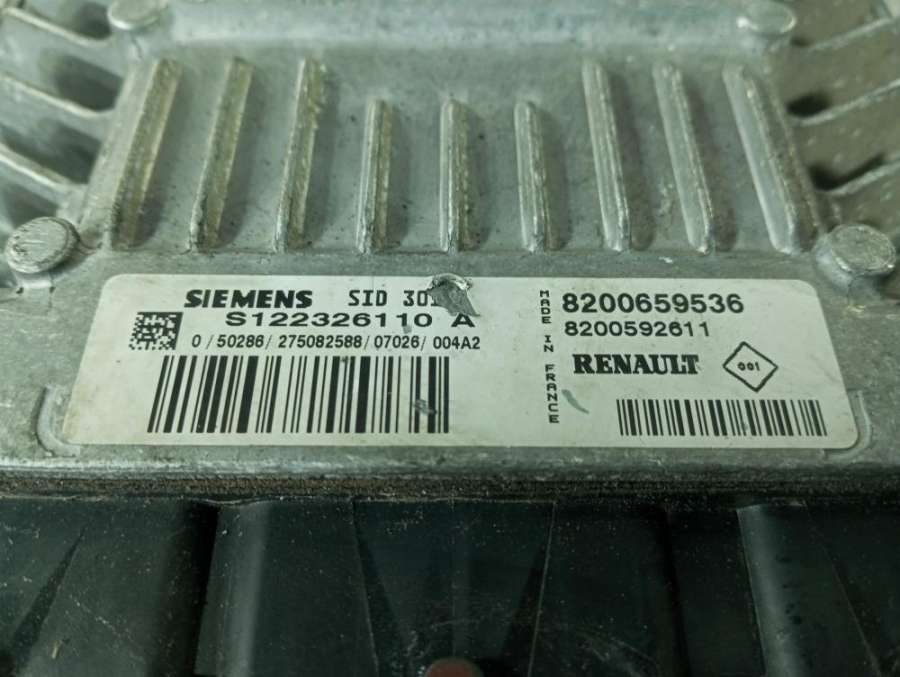 SIEMENS SID 30
S122326110 A
0/50286/275082588/07026/004A2
MADE IN FRANCE
8200659536
8200592611
RENAULT
001